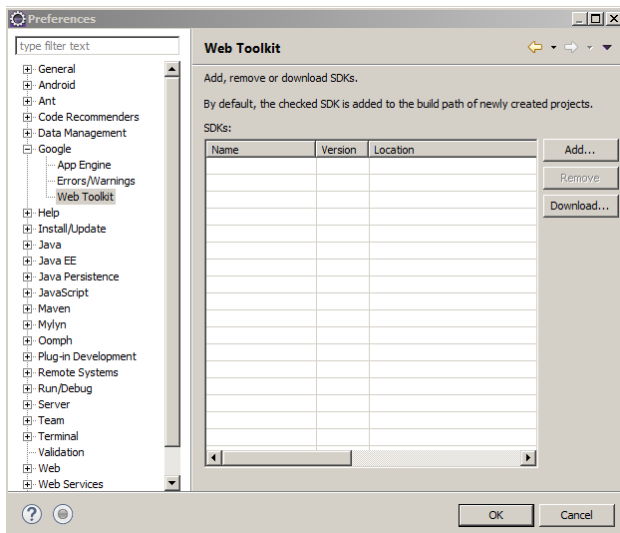 Preferences
type filter text
General
Android
Ant
Code Recommenders
Data Management
Google
App Engine
Errors/Warnings
Web Toolkit
Help
Install/Update
Java
Java EE
Java Persistence
JavaScript
Maven
Mylyn
Oomph
Plug-in Development
Remote Systems
Run/Debug
Server
Team
Terminal
Validation
Web
Web Services
Web Toolkit
Add, remove or download SDKs.
By default, the checked SDK is added to the build path of newly created projects.
SDKs:
Name Version Location
Add...
Remove
Download...
OK Cancel